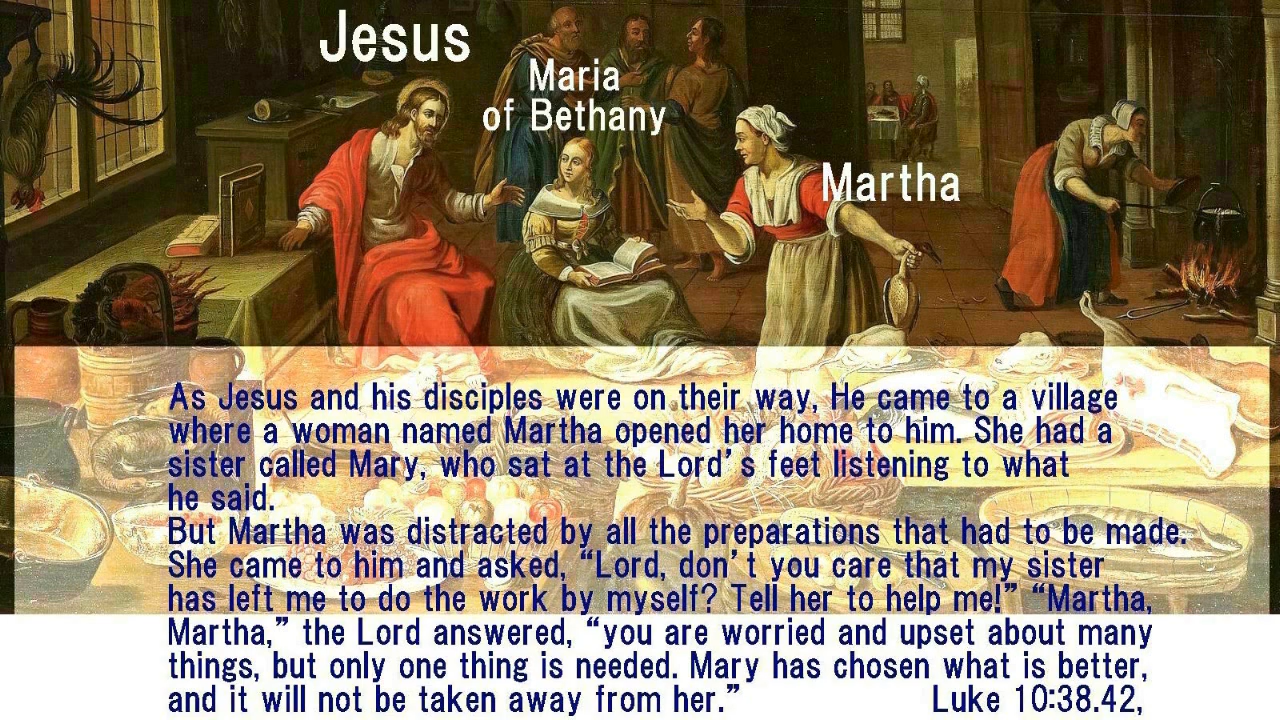 Jesus
Maria
of Bethany
Martha
As Jesus and his disciples were on their way, He came to a village
where a woman named Martha opened her home to him. She had a
sister called Mary, who sat at the Lord’s feet listening to what
he said.
But Martha was distracted by all the preparations that had to be made.
She came to him and asked, “Lord, don’t you care that my sister
has left me to do the work by myself? Tell her to help me!” “Martha,
Martha,” the Lord answered, “you are worried and upset about many
things, but only one thing is needed. Mary has chosen what is better,
and it will not be taken away from her.” Luke 10:38.42,